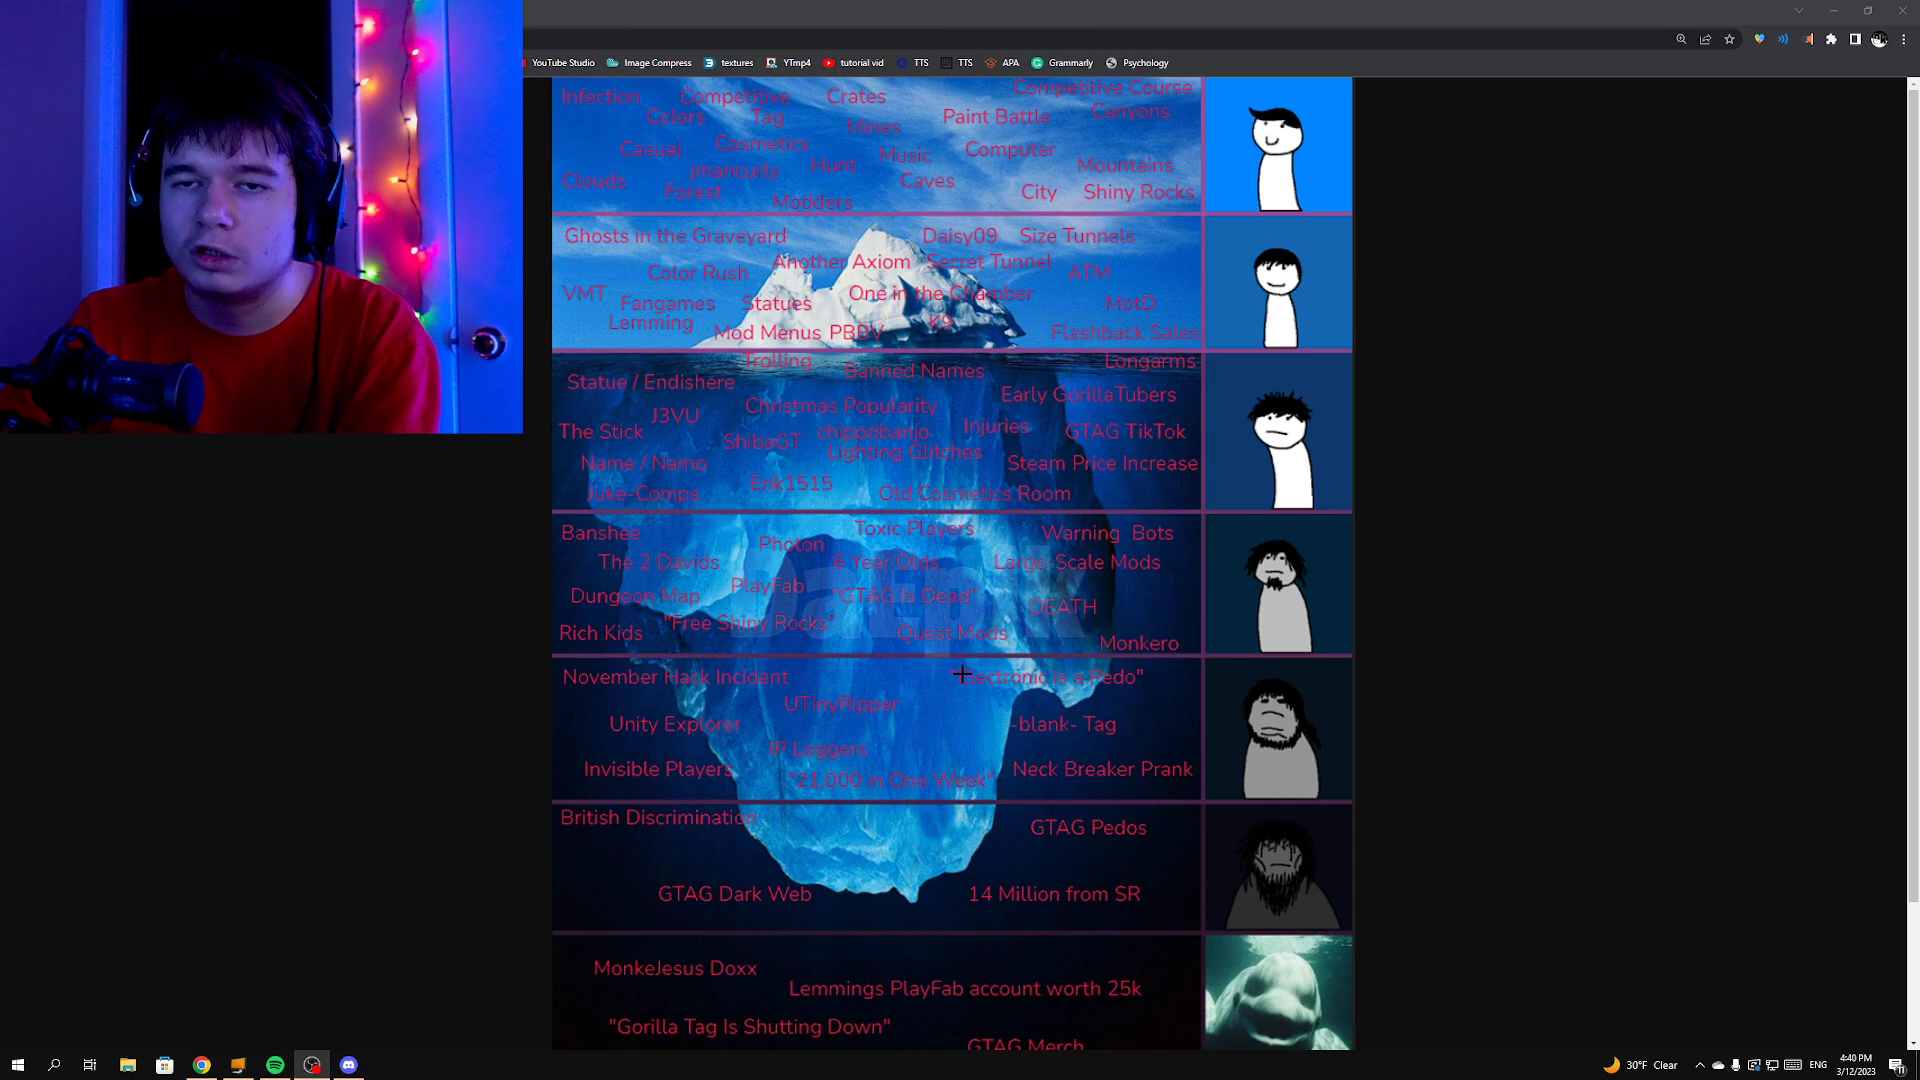 YouTube Studio Image Compress textures YTmp4 tutorial vid TTS TTS APA Grammarly Psychology
Infection Competitive Crates Competitive Course
Colors Tag Mines Paint Battle Canyons
Casual Cosmetics Music Computer
Clouds jmancurly Hunt Caves Mountains
Forest Modders City Shiny Rocks
Ghosts in the Graveyard Daisy09 Size Tunnels
Color Rush Another Axiom Secret Tunnel ATM
VMT Fangames Statues One in the Chamber MotD
Lemming Mod Menus PBBV K9 Flashback Sales
Trolling Banned Names Longarms
Statue / Endishere Christmas Popularity Early GorillaTubers
J3VU
The Stick ShibaGT chippdbanjo Injuries GTAG TikTok
Name / Namo Lighting Glitches Steam Price Increase
Juke-Comps Erik1515 Old Cosmetics Room
Banshee Photon Toxic Players Warning Bots
The 2 Davids 6 Year Olds Large-Scale Mods
Dungeon Map PlayFab "GTAG Is Dead" DEATH
Rich Kids "Free Shiny Rocks" Quest Mods Monkero
November Hack Incident is a Pedo"
UTinyRipper
Unity Explorer -blank- Tag
IP Loggers
Invisible Players "21,000 in One Week" Neck Breaker Prank
British Discrimination GTAG Pedos
GTAG Dark Web 14 Million from SR
MonkeJesus Doxx
Lemmings PlayFab account worth 25k
"Gorilla Tag Is Shutting Down"
GTAG Merch
30°F Clear ENG 4:40 PM
3/12/2023